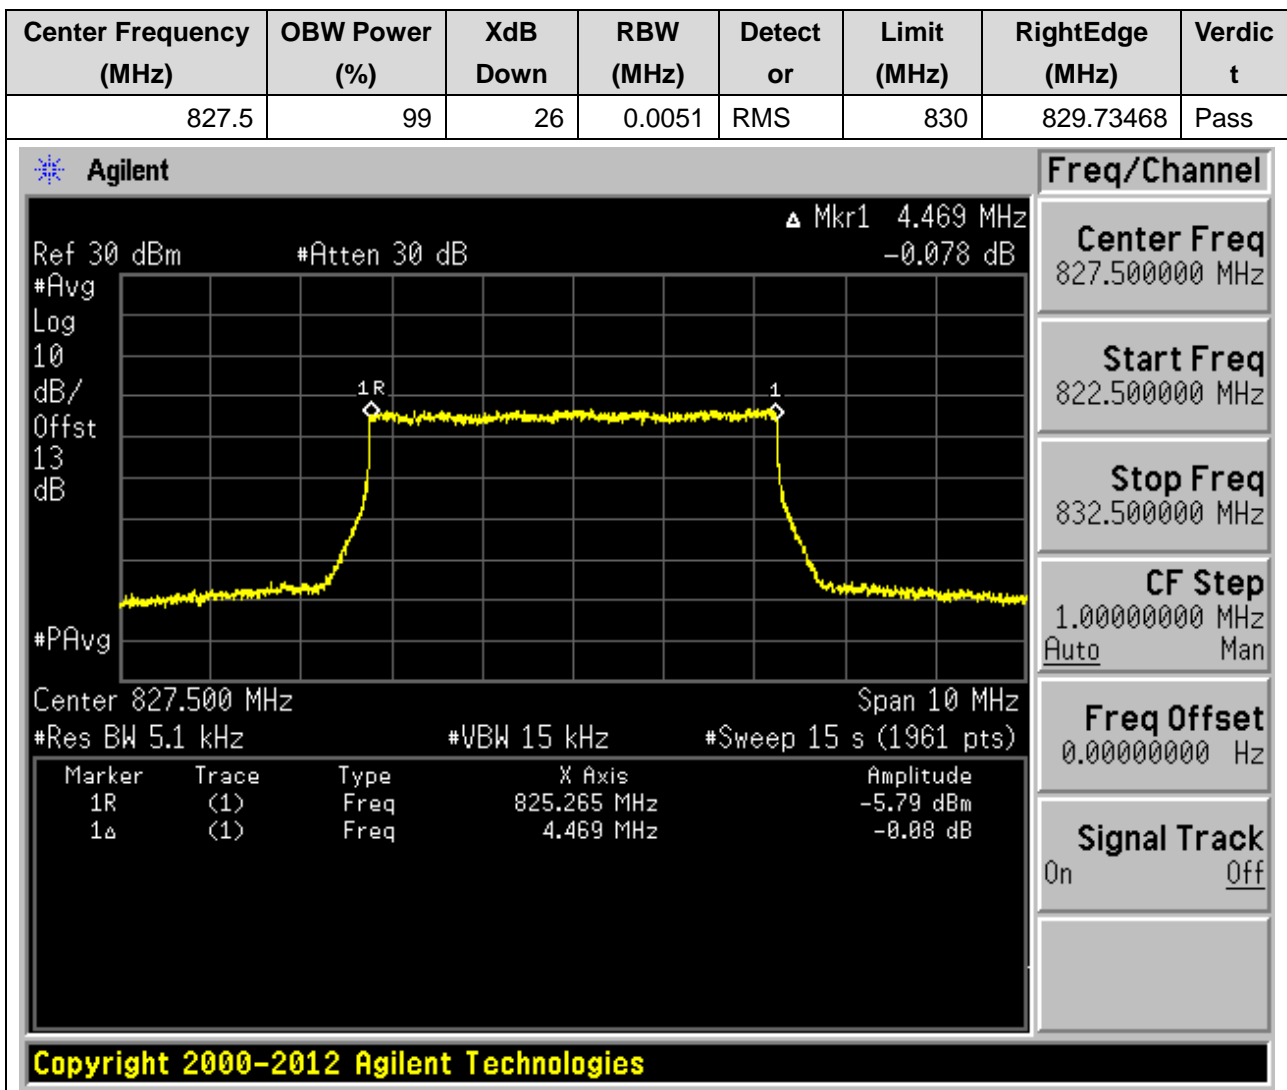 Center Frequency (MHz) OBW Power (%) XdB Down RBW (MHz) Detect or Limit (MHz) RightEdge (MHz) Verdic t
827.5 99 26 0.0051 RMS 830 829.73468 Pass
Agilent Freq/Channel
Δ Mkr1 4.469 MHz
Ref 30 dBm #Atten 30 dB -0.078 dB
#Avg
Log
10
dB/
Offst
13
dB
1R 1
#PAvg
Center 827.500 MHz Span 10 MHz
#Res BW 5.1 kHz #VBW 15 kHz #Sweep 15 s (1961 pts)
Marker Trace Type X Axis Amplitude
1R (1) Freq 825.265 MHz -5.79 dBm
1Δ (1) Freq 4.469 MHz -0.08 dB
Center Freq
827.500000 MHz
Start Freq
822.500000 MHz
Stop Freq
832.500000 MHz
CF Step
1.00000000 MHz
Auto Man
Freq Offset
0.00000000 Hz
Signal Track
On Off
Copyright 2000-2012 Agilent Technologies